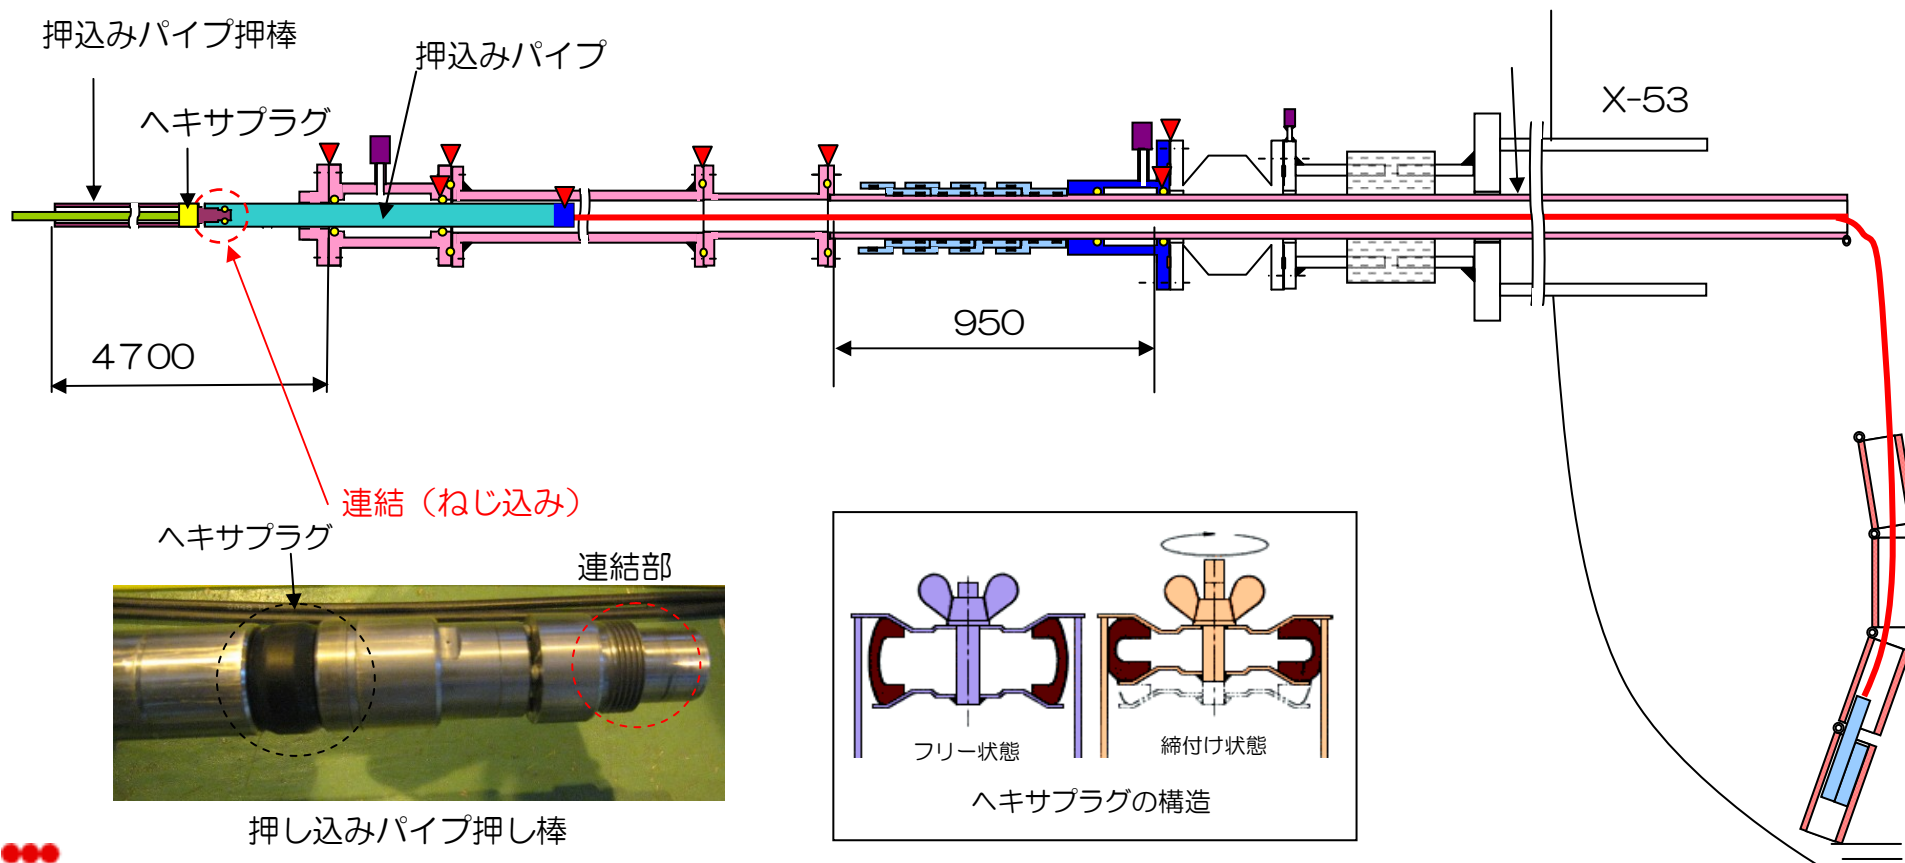 押込みパイプ押棒
押込みパイプ
ヘキサプラグ
X-53
950
4700
連結（ねじ込み）
ヘキサプラグ
連結部
押し込みパイプ押し棒
フリー状態
締付け状態
ヘキサプラグの構造